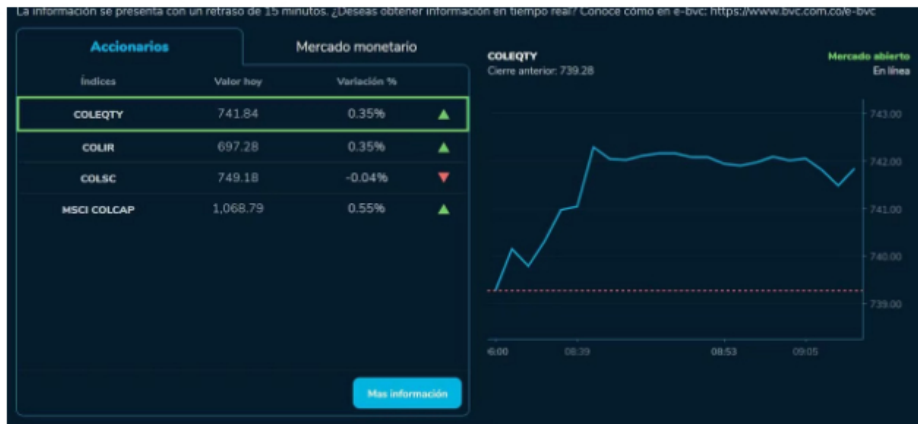 La información se presenta con un retraso de 15 minutos. ¿Deseas obtener información en tiempo real? Conoce cómo en e-bvc: https://www.bvc.com.co/e-bvc
Accionarios Mercado monetario
Índices Valor hoy Variación %
COLEQTY 741.84 0.35%
COLIR 697.28 0.35%
COLSC 749.18 -0.04%
MSCI COLCAP 1,068.79 0.55%
Mas información
COLEQTY Mercado abierto
Cierre anterior: 739.28 En línea
743.00
742.00
741.00
740.00
739.00
6:00 08:39 08:53 09:05